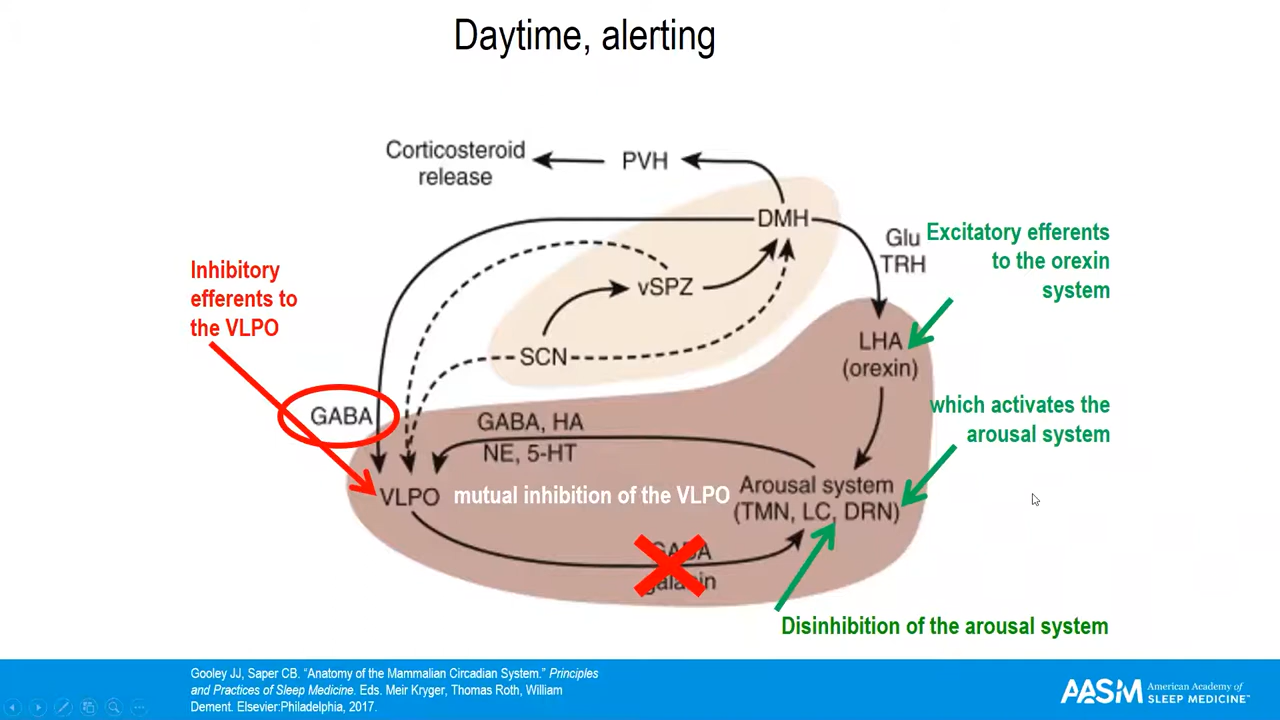 Daytime, alerting
Corticosteroid
release
PVH
DMH
Glu
TRH
Excitatory efferents
to the orexin
system
Inhibitory
efferents to
the VLPO
vSPZ
SCN
LHA
(orexin)
GABA
GABA, HA
NE, 5-HT
which activates the
arousal system
VLPO
mutual inhibition of the VLPO
Arousal system
(TMN, LC, DRN)
GABA
galanin
Disinhibition of the arousal system
Gooley JJ, Saper CB. “Anatomy of the Mammalian Circadian System.” Principles
and Practices of Sleep Medicine. Eds. Meir Kryger, Thomas Roth, William
Dement. Elsevier:Philadelphia, 2017.
AASM
American Academy of
SLEEP MEDICINE™